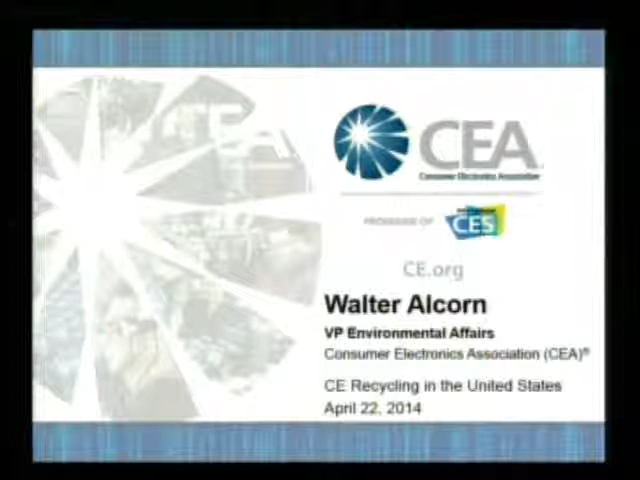 CEA
Consumer Electronics Association
PRODUCER OF
CES
CE.org
Walter Alcorn
VP Environmental Affairs
Consumer Electronics Association (CEA)®
CE Recycling in the United States
April 22, 2014